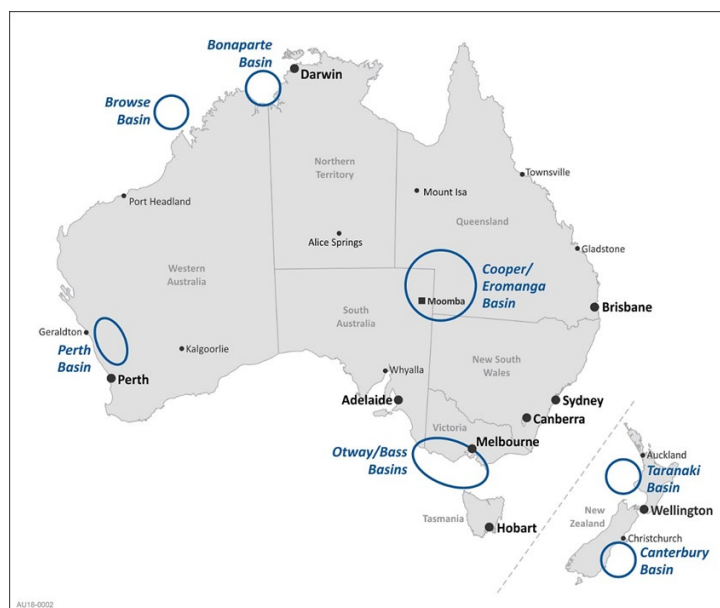 Bonaparte
Basin
Darwin
Browse
Basin
Northern
Territory
Townsville
Mount Isa
Port Headland
Queensland
Alice Springs
Gladstone
Western
Australia
Cooper/
Eromanga
Basin
Moomba
South
Australia
Brisbane
Geraldton
Perth
Basin
Kalgoorlie
New South
Wales
Whyalla
Perth
Adelaide
Sydney
Canberra
Victoria
Melbourne
Otway/Bass
Basins
Auckland
Taranaki
Basin
Tasmania
Hobart
New
Zealand
Wellington
Christchurch
Canterbury
Basin
AU18-0002